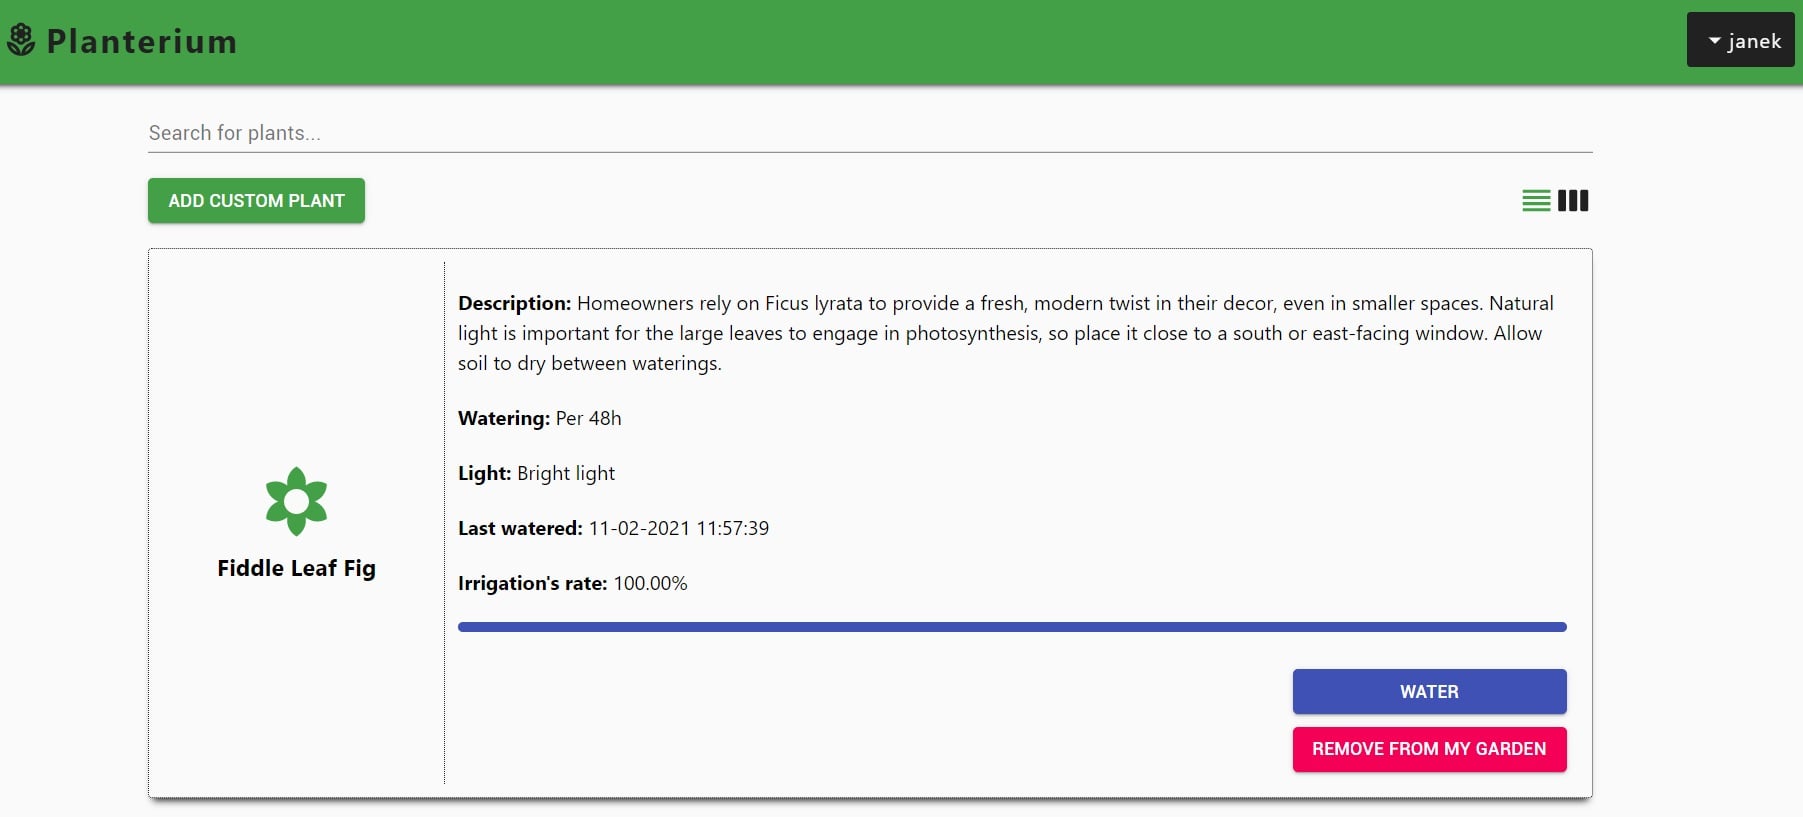 Planterium
janek
Search for plants...
ADD CUSTOM PLANT
Description: Homeowners rely on Ficus lyrata to provide a fresh, modern twist in their decor, even in smaller spaces. Natural
light is important for the large leaves to engage in photosynthesis, so place it close to a south or east-facing window. Allow
soil to dry between waterings.
Watering: Per 48h
Light: Bright light
Last watered: 11-02-2021 11:57:39
Fiddle Leaf Fig
Irrigation's rate: 100.00%
WATER
REMOVE FROM MY GARDEN